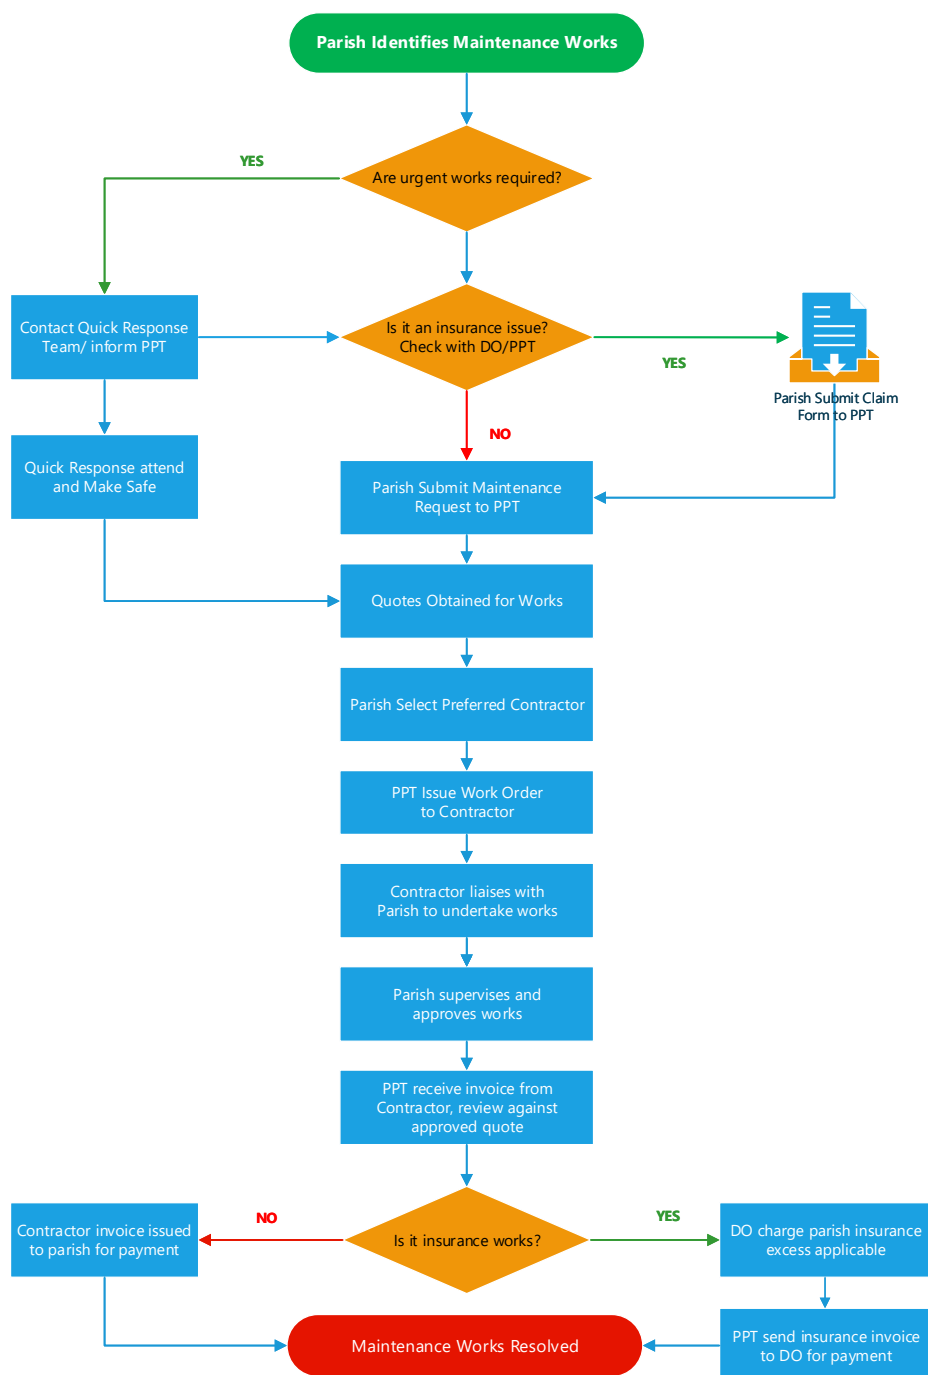 Parish Identifies Maintenance Works
YES
Are urgent works required?
Contact Quick Response
Team/ inform PPT
Is it an insurance issue?
Check with DO/PPT
YES
Parish Submit Claim
Form to PPT
NO
Quick Response attend
and Make Safe
Parish Submit Maintenance
Request to PPT
Quotes Obtained for Works
Parish Select Preferred Contractor
PPT Issue Work Order
to Contractor
Contractor liaises with
Parish to undertake works
Parish supervises and
approves works
PPT receive invoice from
Contractor, review against
approved quote
Contractor invoice issued
to parish for payment
NO
Is it insurance works?
YES
DO charge parish insurance
excess applicable
Maintenance Works Resolved
PPT send insurance invoice
to DO for payment